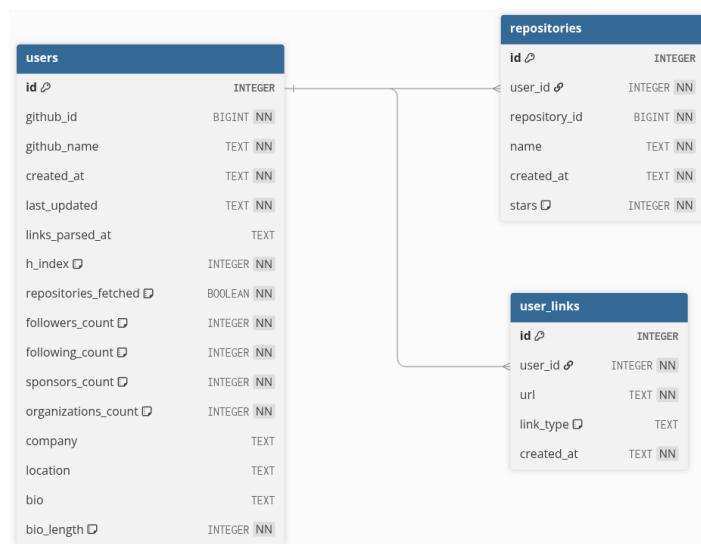 users
id INTEGER
github_id BIGINT NN
github_name TEXT NN
created_at TEXT NN
last_updated TEXT NN
links_parsed_at TEXT
h_index INTEGER NN
repositories_fetched BOOLEAN NN
followers_count INTEGER NN
following_count INTEGER NN
sponsors_count INTEGER NN
organizations_count INTEGER NN
company TEXT
location TEXT
bio TEXT
bio_length INTEGER NN
repositories
id INTEGER
user_id INTEGER NN
repository_id BIGINT NN
name TEXT NN
created_at TEXT NN
stars INTEGER NN
user_links
id INTEGER
user_id INTEGER NN
url TEXT NN
link_type TEXT
created_at TEXT NN